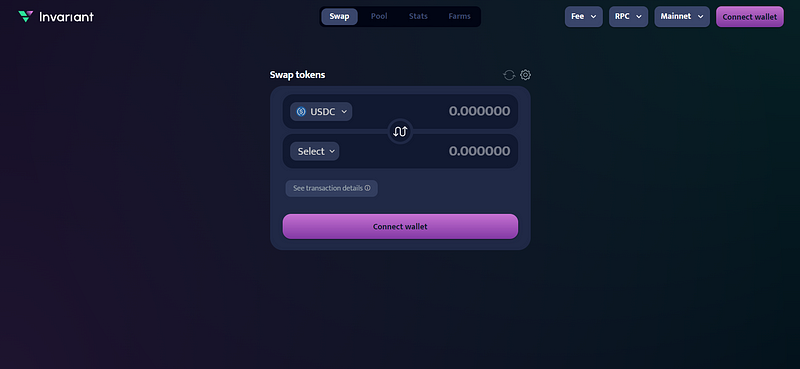 Invariant
Swap Pool Stats Farms
Fee RPC Mainnet Connect wallet
Swap tokens
USDC 0.000000
Select 0.000000
See transaction details
Connect wallet